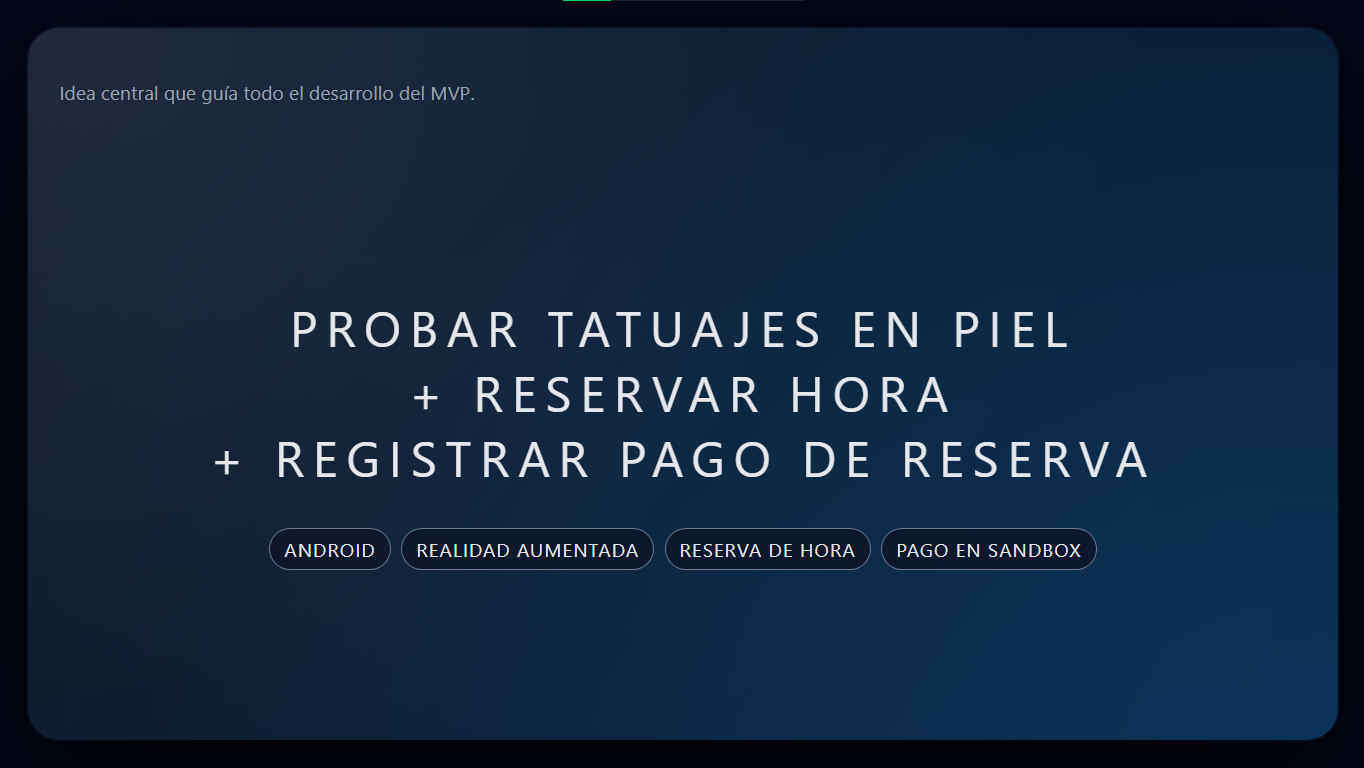 Idea central que guía todo el desarrollo del MVP.
PROBAR TATUAJES EN PIEL
+ RESERVAR HORA
+ REGISTRAR PAGO DE RESERVA
ANDROID REALIDAD AUMENTADA RESERVA DE HORA PAGO EN SANDBOX